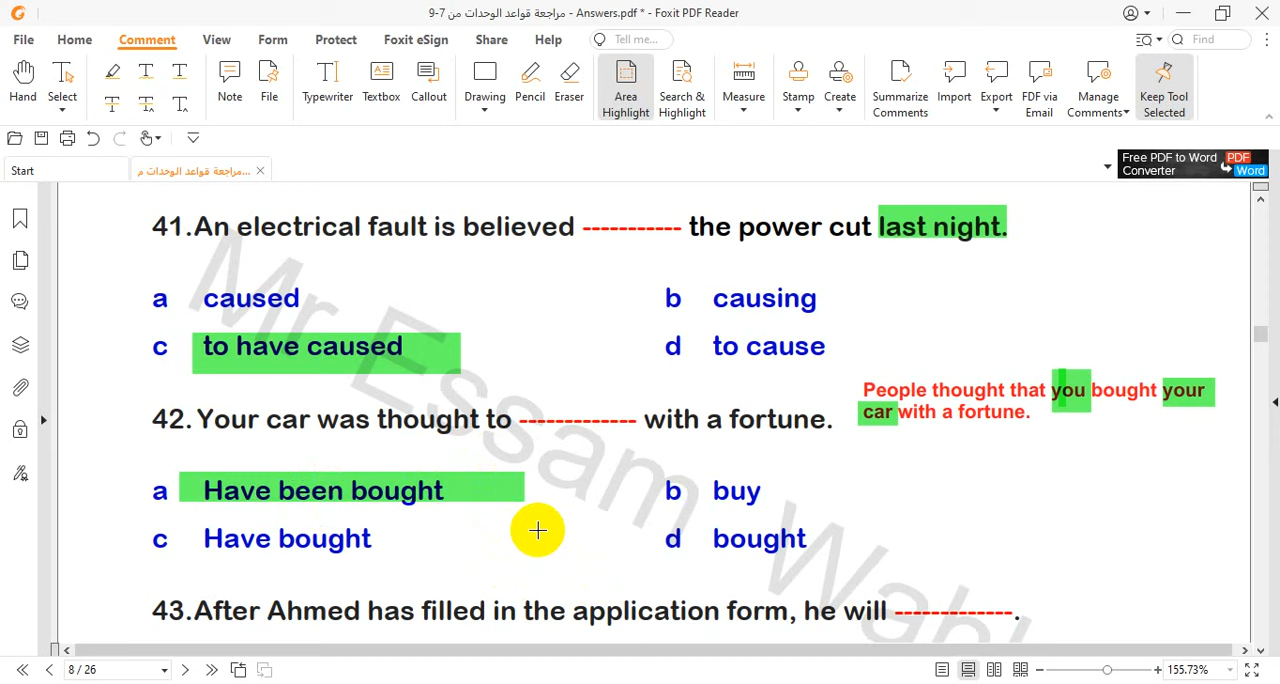 مراجعة قواعد الوحدات من 7-9 - Answers.pdf * - Foxit PDF Reader
File Home Comment View Form Protect Foxit eSign Share Help Tell me... Find
Hand Select Note File Typewriter Textbox Callout Drawing Pencil Eraser Area Highlight Search & Highlight Measure Stamp Create Summarize Comments Import Export PDF via Email Manage Comments Keep Tool Selected
Start مراجعة قواعد الوحدات م... Free PDF to Word Converter PDF Word
41.An electrical fault is believed ----------- the power cut last night.
a caused b causing
c to have caused d to cause
People thought that you bought your
car with a fortune.
42. Your car was thought to ------------- with a fortune.
a Have been bought b buy
c Have bought d bought
43.After Ahmed has filled in the application form, he will -------------.
Mr Essam Wah
8 / 26 155.73%